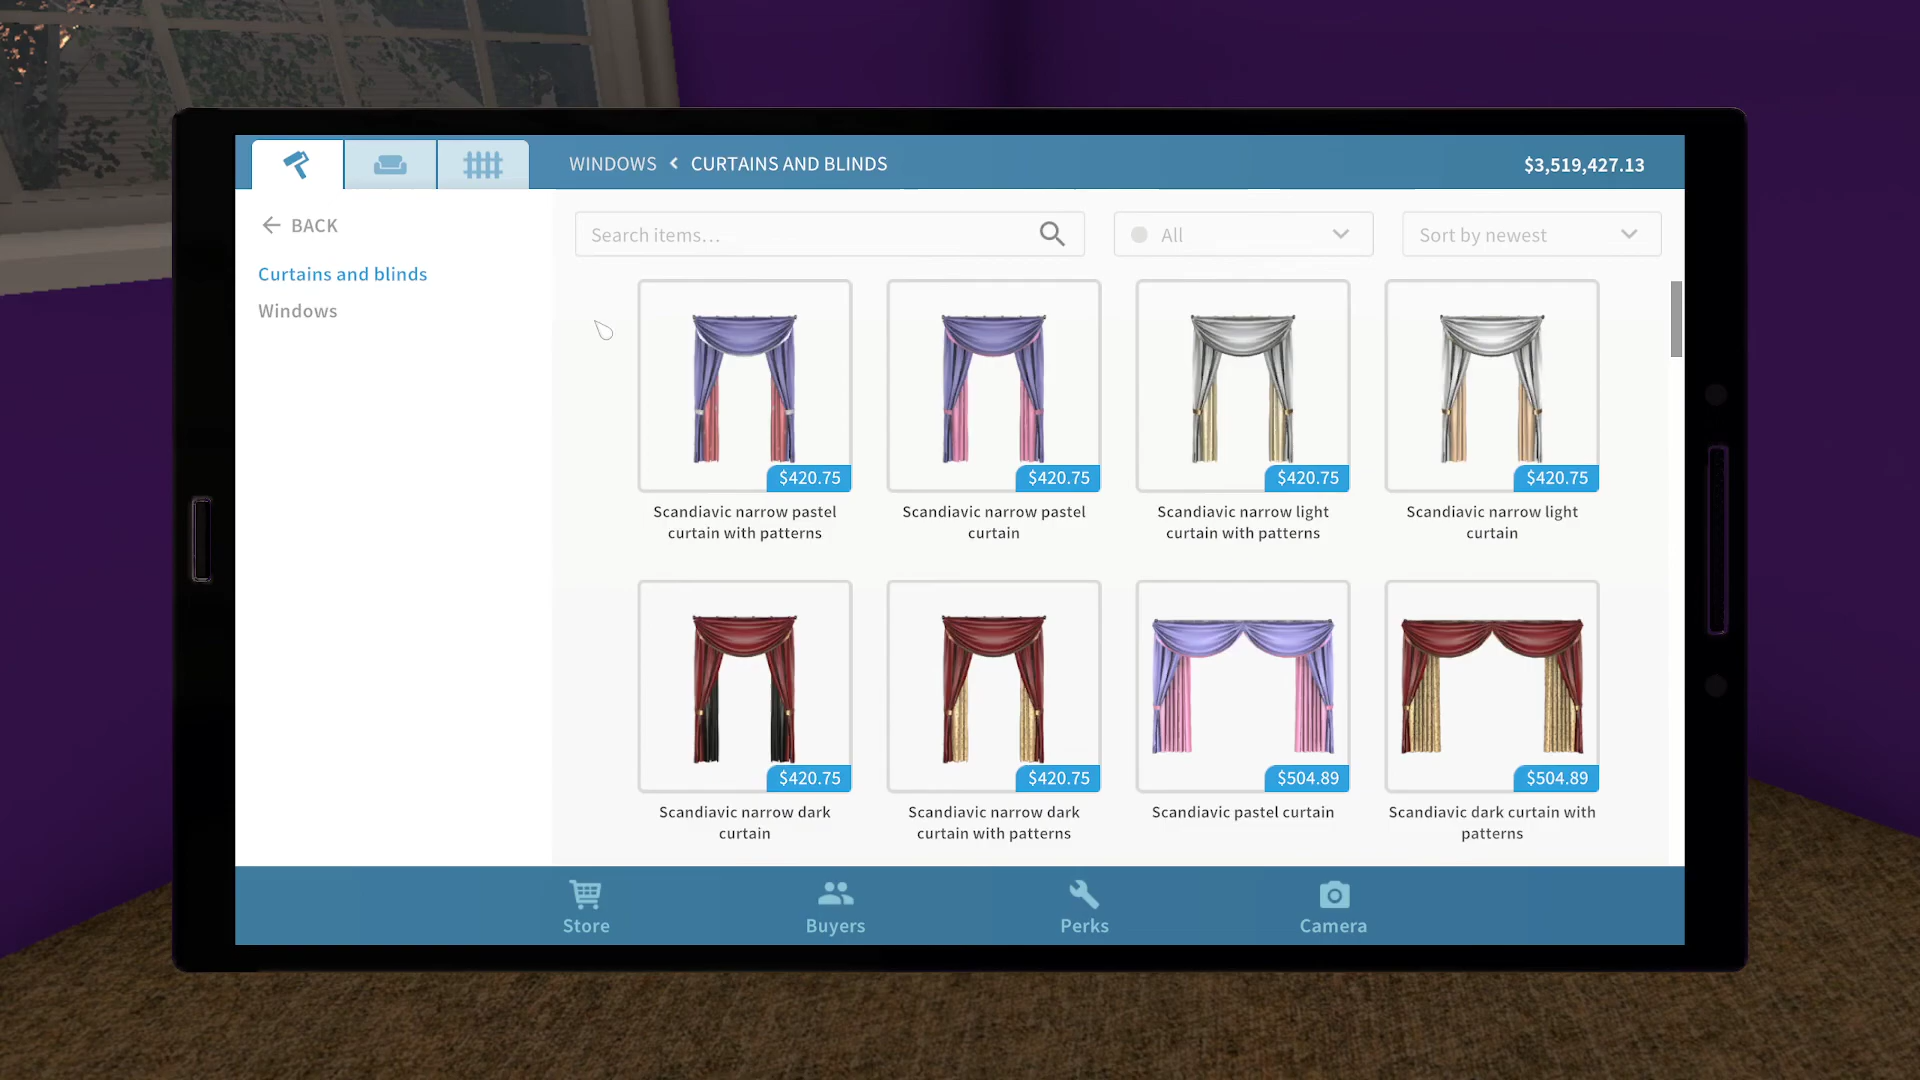 WINDOWS < CURTAINS AND BLINDS
$3,519,427.13
BACK
Curtains and blinds
Windows
Search items...
All
Sort by newest
$420.75
$420.75
$420.75
$420.75
Scandiavic narrow pastel
curtain with patterns
Scandiavic narrow pastel
curtain
Scandiavic narrow light
curtain with patterns
Scandiavic narrow light
curtain
$420.75
$420.75
$504.89
$504.89
Scandiavic narrow dark
curtain
Scandiavic narrow dark
curtain with patterns
Scandiavic pastel curtain
Scandiavic dark curtain with
patterns
Store
Buyers
Perks
Camera